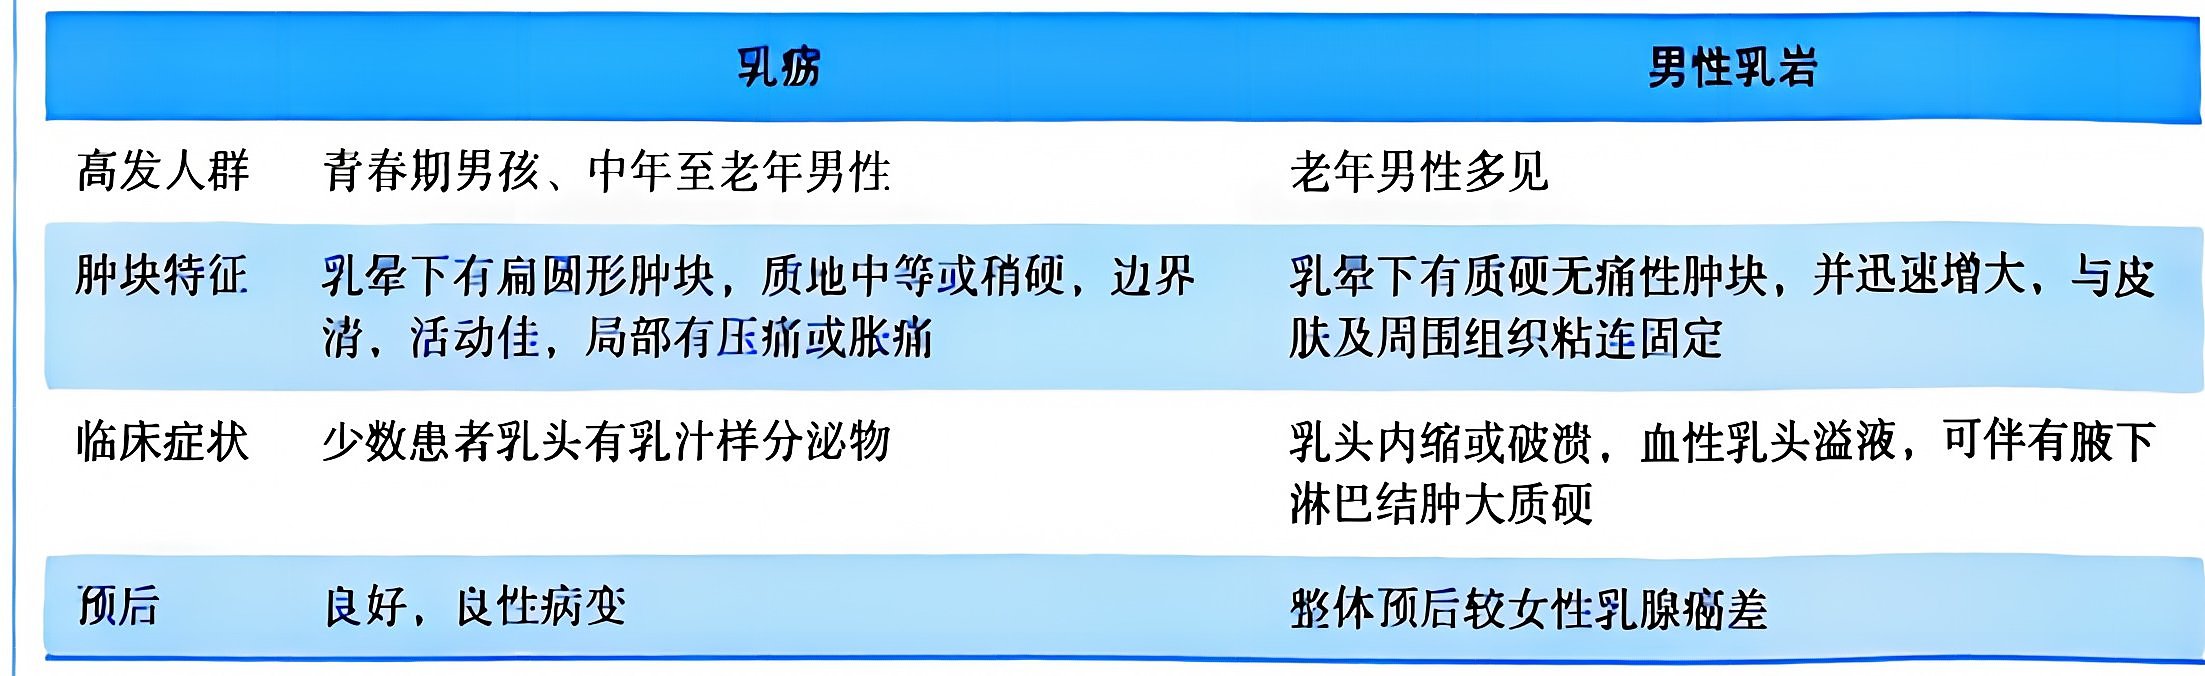 乳疬
男性乳岩
高发人群
青春期男孩、中年至老年男性
老年男性多见
肿块特征
乳晕下有扁圆形肿块，质地中等或稍硬，边界
清，活动佳，局部有压痛或胀痛
乳晕下有质硬无痛性肿块，并迅速增大，与皮
肤及周围组织粘连固定
临床症状
少数患者乳头有乳汁样分泌物
乳头内缩或破溃，血性乳头溢液，可伴有腋下
淋巴结肿大质硬
预后
良好，良性病变
整体预后较女性乳腺癌差